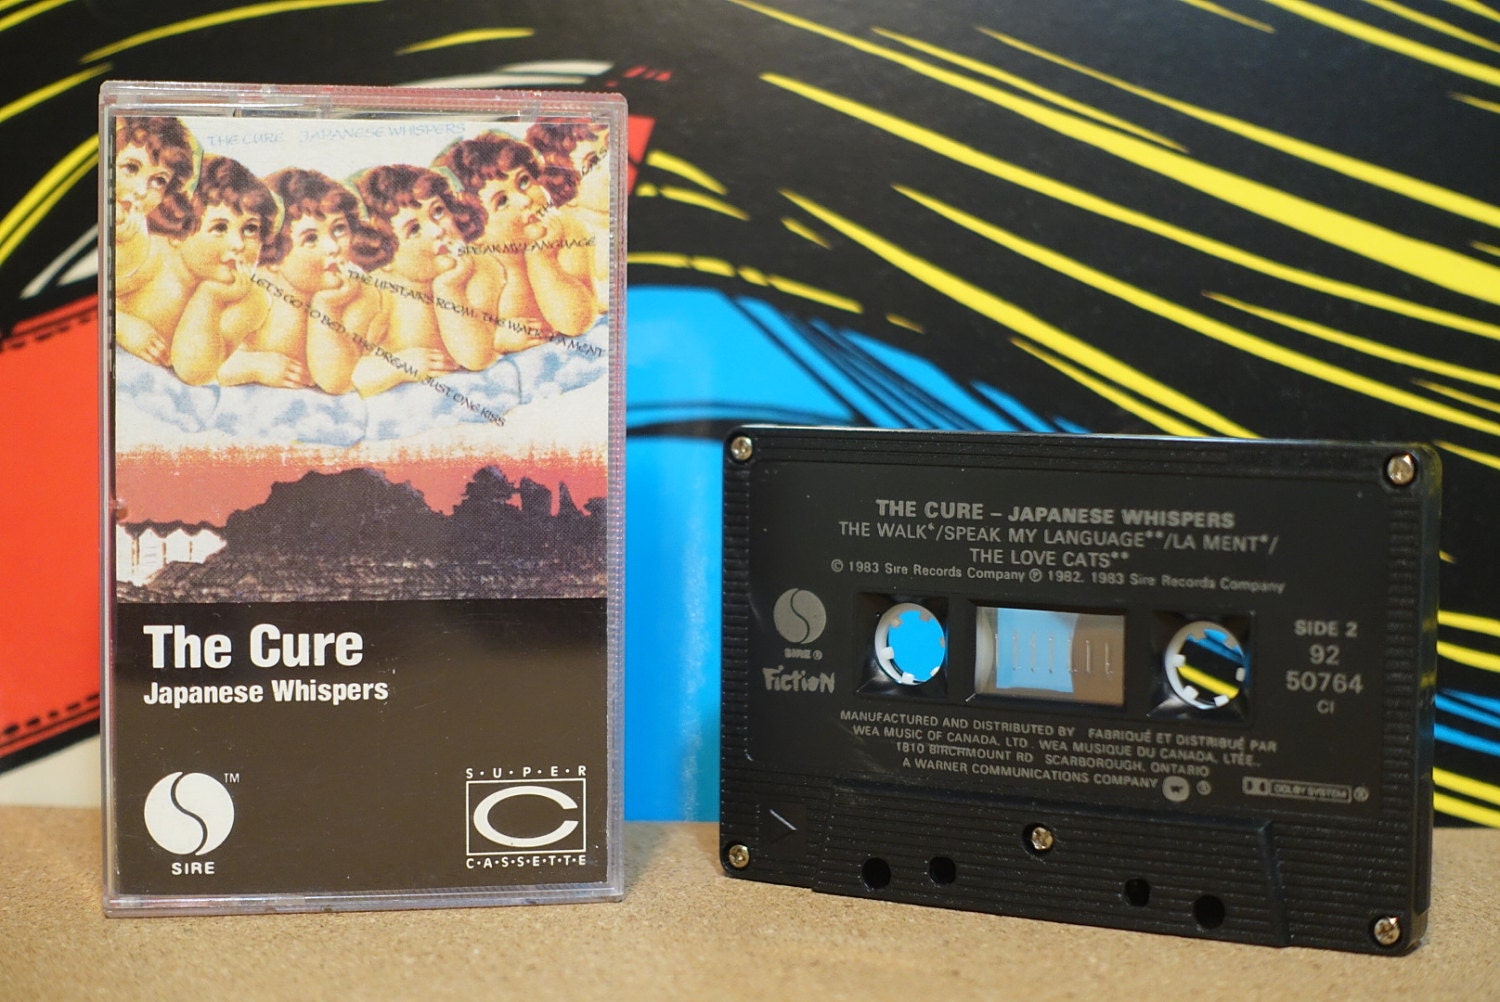 THE CURE JAPANESE WHISPERS
THE
SPEAK MY LANGUAGE
THE UPSTAIRS ROOM · THE WALK · LA MENT
LET'S GO TO BED · THE DREAM · JUST ONE KISS
The Cure
Japanese Whispers
TM
SIRE
S·U·P·E·R
C
C·A·S·S·E·T·T·E
THE CURE – JAPANESE WHISPERS
THE WALK*/SPEAK MY LANGUAGE**/LA MENT*/
THE LOVE CATS**
© 1983 Sire Records Company ℗ 1982, 1983 Sire Records Company
SIRE ®
FICTION
SIDE 2
92
50764
CI
MANUFACTURED AND DISTRIBUTED BY FABRIQUÉ ET DISTRIBUÉ PAR
WEA MUSIC OF CANADA, LTD. WEA MUSIQUE DU CANADA, LTÉE.,
1810 BIRCHMOUNT RD SCARBOROUGH, ONTARIO
A WARNER COMMUNICATIONS COMPANY ®
DOLBY SYSTEM ®